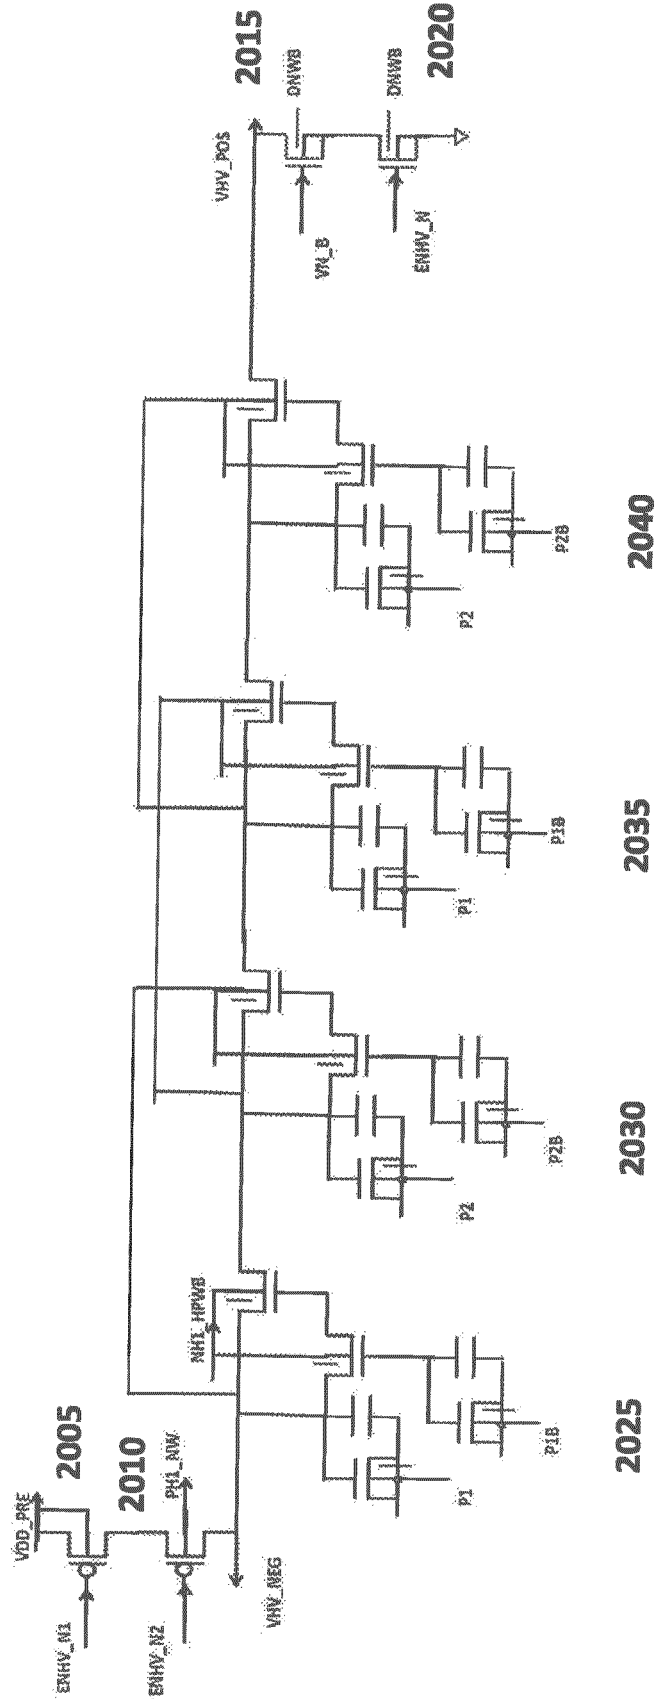 2015
2020
VHV_POS
DNWB
DNWB
VN_B
ENHV_N
P2
P2B
2040
P1
P1B
2035
P2
P2B
2030
NH1_HPWB
P1
P1B
2025
VDD_PRE
2005
2010
PH1_NW
ENHV_N1
ENHV_N2
VHV_NEG